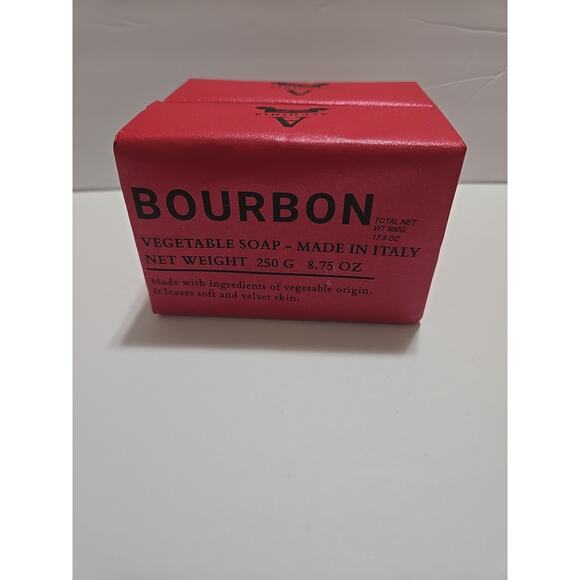 BOURBON
TOTAL NET
WT 500G
17.5 OZ
VEGETABLE SOAP - MADE IN ITALY
NET WEIGHT 250 G 8.75 OZ
Made with ingredients of vegetable origin.
It leaves soft and velvet skin.